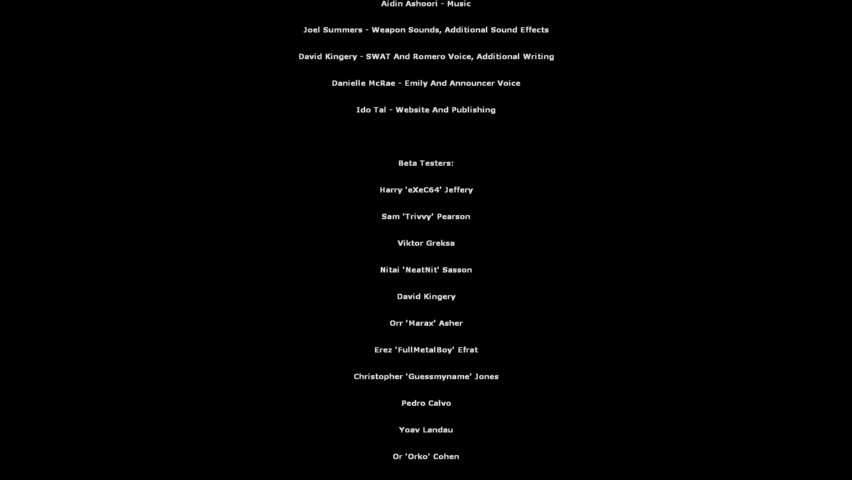 Aidin Ashoori - Music
Joel Summers - Weapon Sounds, Additional Sound Effects
David Kingery - SWAT And Romero Voice, Additional Writing
Danielle McRae - Emily And Announcer Voice
Ido Tal - Website And Publishing
Beta Testers:
Harry 'eXeC64' Jeffery
Sam 'Trivvy' Pearson
Viktor Greksa
Nitai 'NeatNit' Sasson
David Kingery
Orr 'Marax' Asher
Erez 'FullMetalBoy' Efrat
Christopher 'Guessmyname' Jones
Pedro Calvo
Yoav Landau
Or 'Orko' Cohen